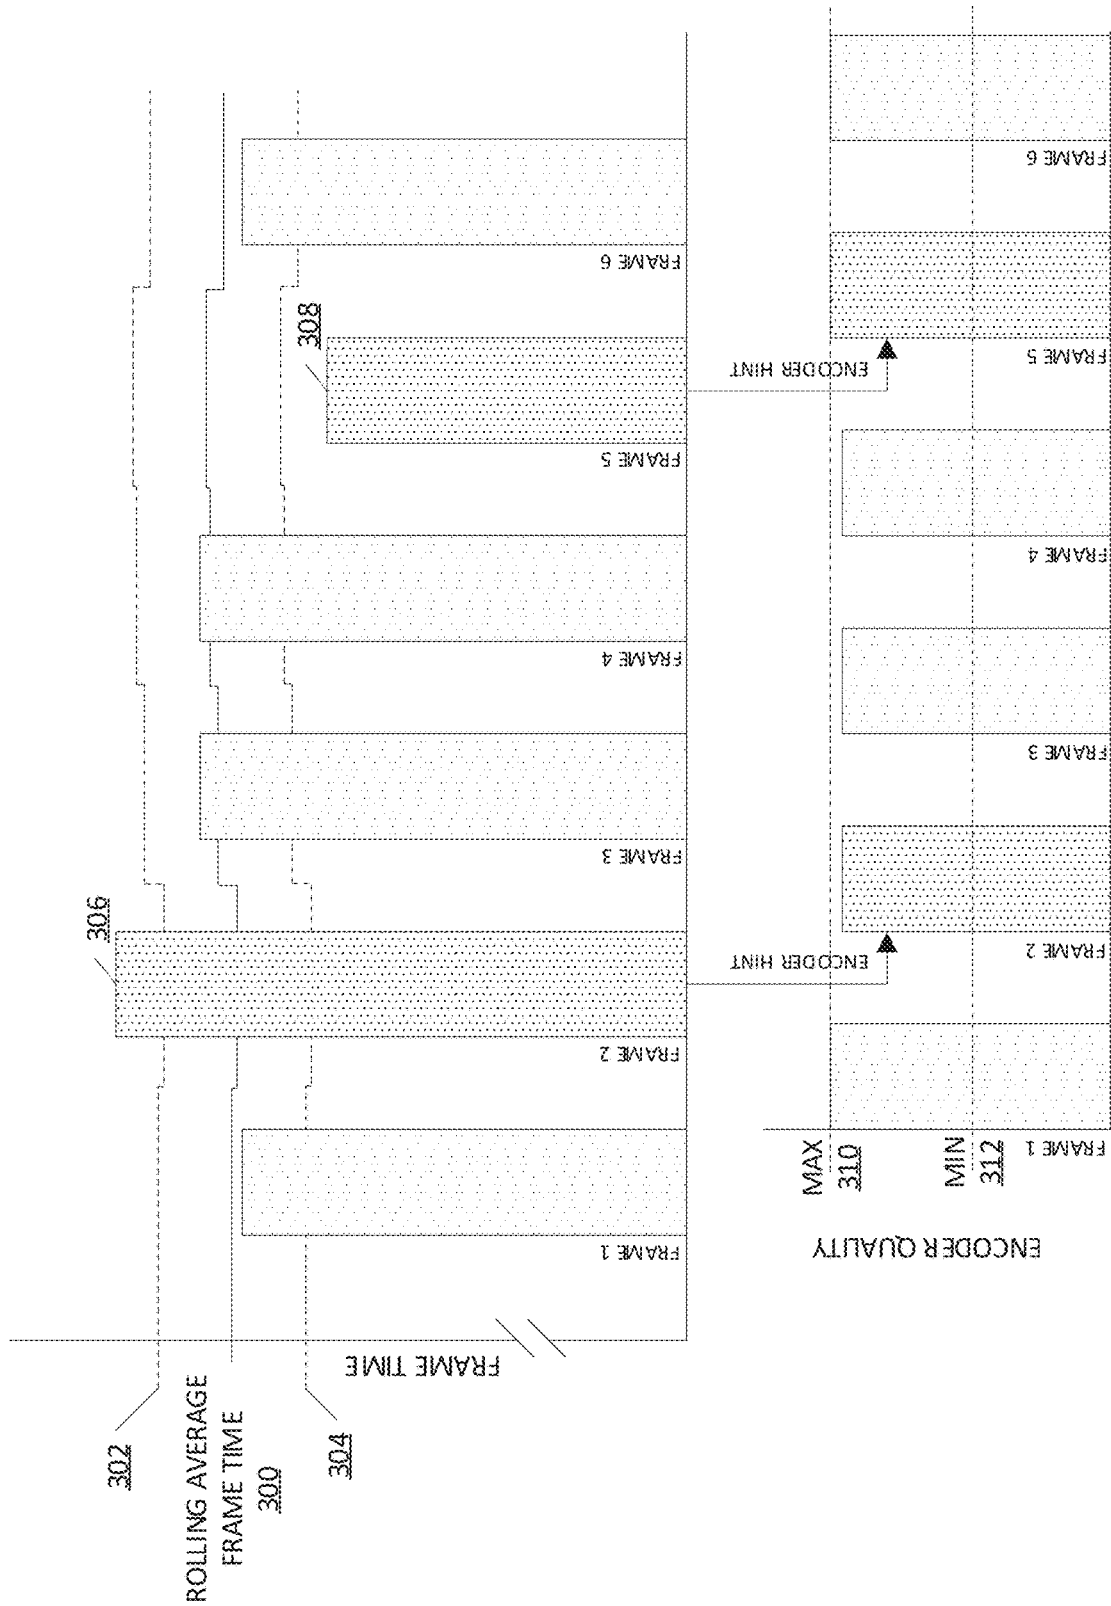 302
ROLLING AVERAGE
FRAME TIME
300
304
FRAME TIME
306
308
FRAME 1
FRAME 2
FRAME 3
FRAME 4
FRAME 5
FRAME 6
ENCODER HINT
ENCODER HINT
ENCODER QUALITY
MAX
310
MIN
312
FRAME 1
FRAME 2
FRAME 3
FRAME 4
FRAME 5
FRAME 6